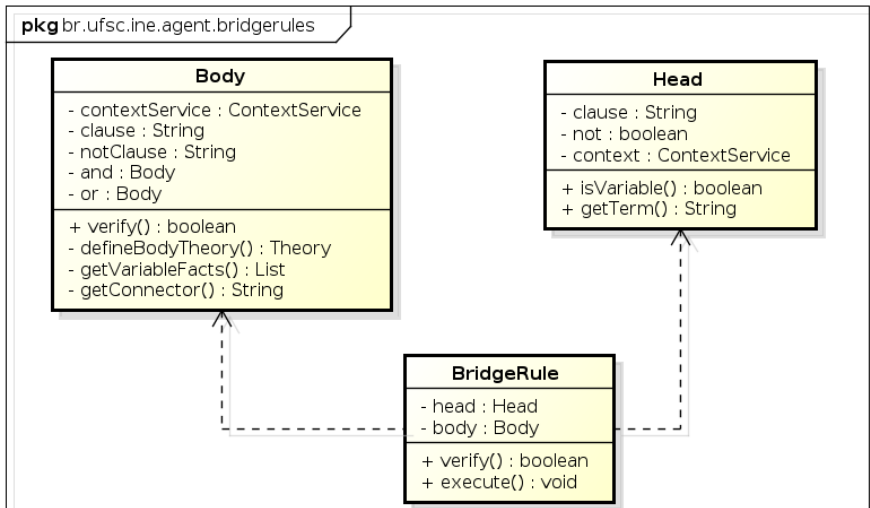 pkg br.ufsc.ine.agent.bridgerules
Body
- contextService : ContextService
- clause : String
- notClause : String
- and : Body
- or : Body
+ verify() : boolean
- defineBodyTheory() : Theory
- getVariableFacts() : List
- getConnector() : String
Head
- clause : String
- not : boolean
- context : ContextService
+ isVariable() : boolean
+ getTerm() : String
BridgeRule
- head : Head
- body : Body
+ verify() : boolean
+ execute() : void